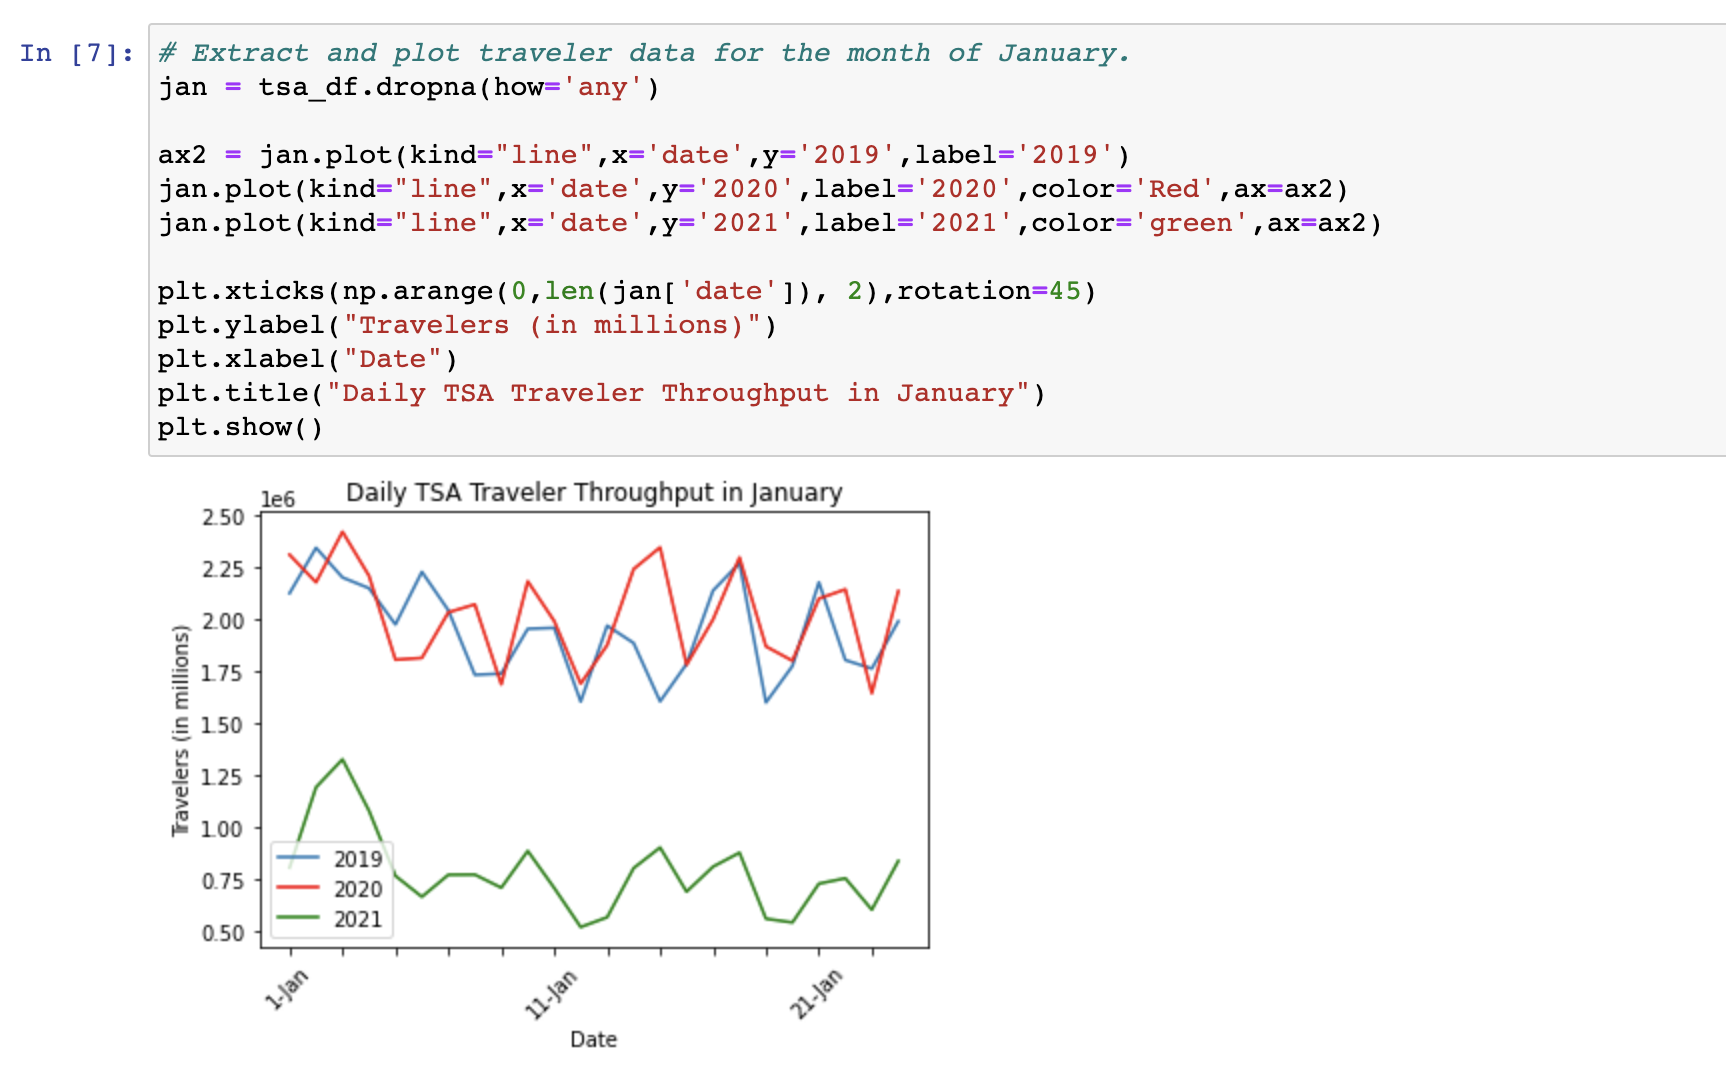 In [7]:
# Extract and plot traveler data for the month of January.
jan = tsa_df.dropna(how='any')
ax2 = jan.plot(kind="line",x='date',y='2019',label='2019')
jan.plot(kind="line",x='date',y='2020',label='2020',color='Red',ax=ax2)
jan.plot(kind="line",x='date',y='2021',label='2021',color='green',ax=ax2)
plt.xticks(np.arange(0,len(jan['date']), 2),rotation=45)
plt.ylabel("Travelers (in millions)")
plt.xlabel("Date")
plt.title("Daily TSA Traveler Throughput in January")
plt.show()
Daily TSA Traveler Throughput in January
1e6
2.50
2.25
2.00
1.75
1.50
1.25
1.00
0.75
0.50
Travelers (in millions)
2019
2020
2021
1-Jan
11-Jan
21-Jan
Date